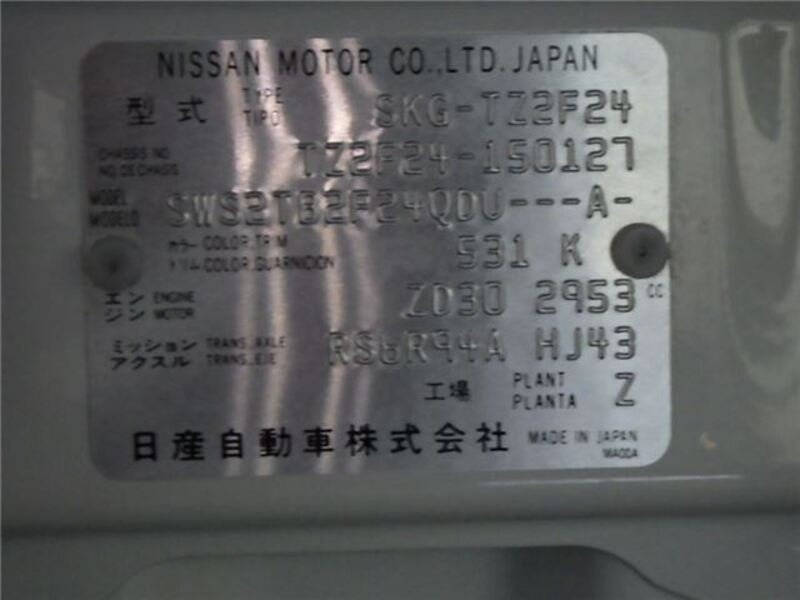 NISSAN MOTOR CO.,LTD. JAPAN
型式 TYPE TIPO SKG-TZ2F24
CHASSIS NO. NO. DE CHASIS TZ2F24-150127
MODEL MODELO SWS2TB2F24QDU---A-
カラー COLOR,TRIM
トリム COLOR,GUARNICION 531 K
エンジン ENGINE MOTOR ZD30 2953 CC
ミッション TRANS.,AXLE
アクスル TRANS.,EJE RS6R94A HJ43
工場 PLANT PLANTA Z
日産自動車株式会社 MADE IN JAPAN